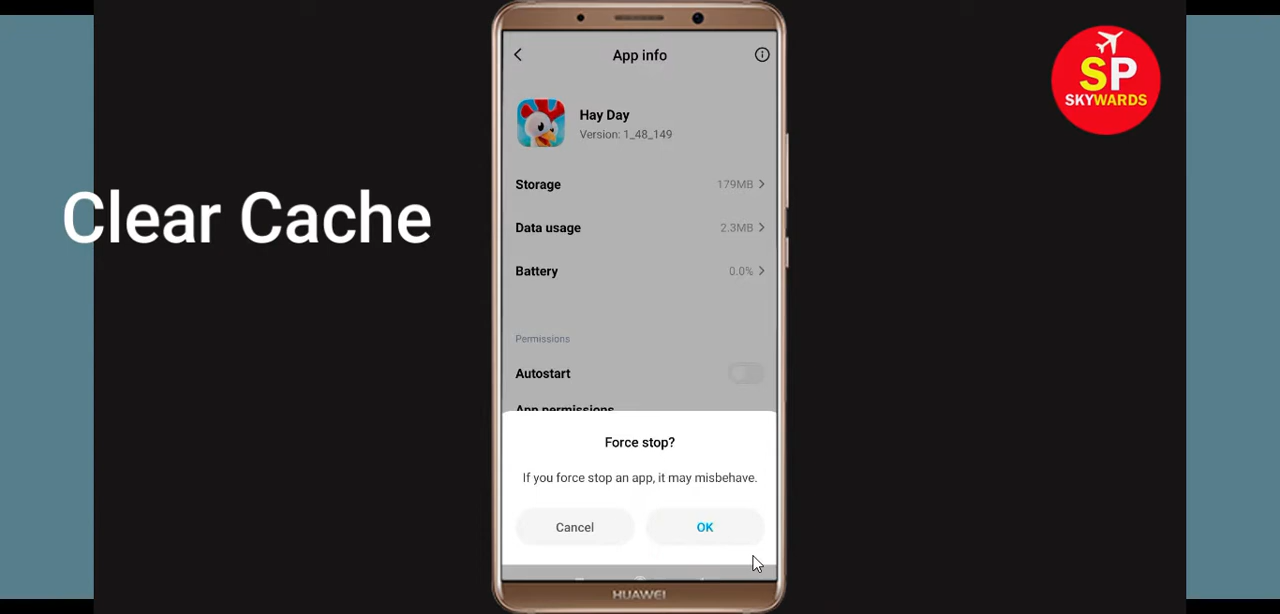 App info
Hay Day
Version: 1_48_149
Storage 179MB
Data usage 2.3MB
Battery 0.0%
Permissions
Autostart
App permissions
Force stop?
If you force stop an app, it may misbehave.
Cancel OK
HUAWEI
Clear Cache
SP
SKYWARDS